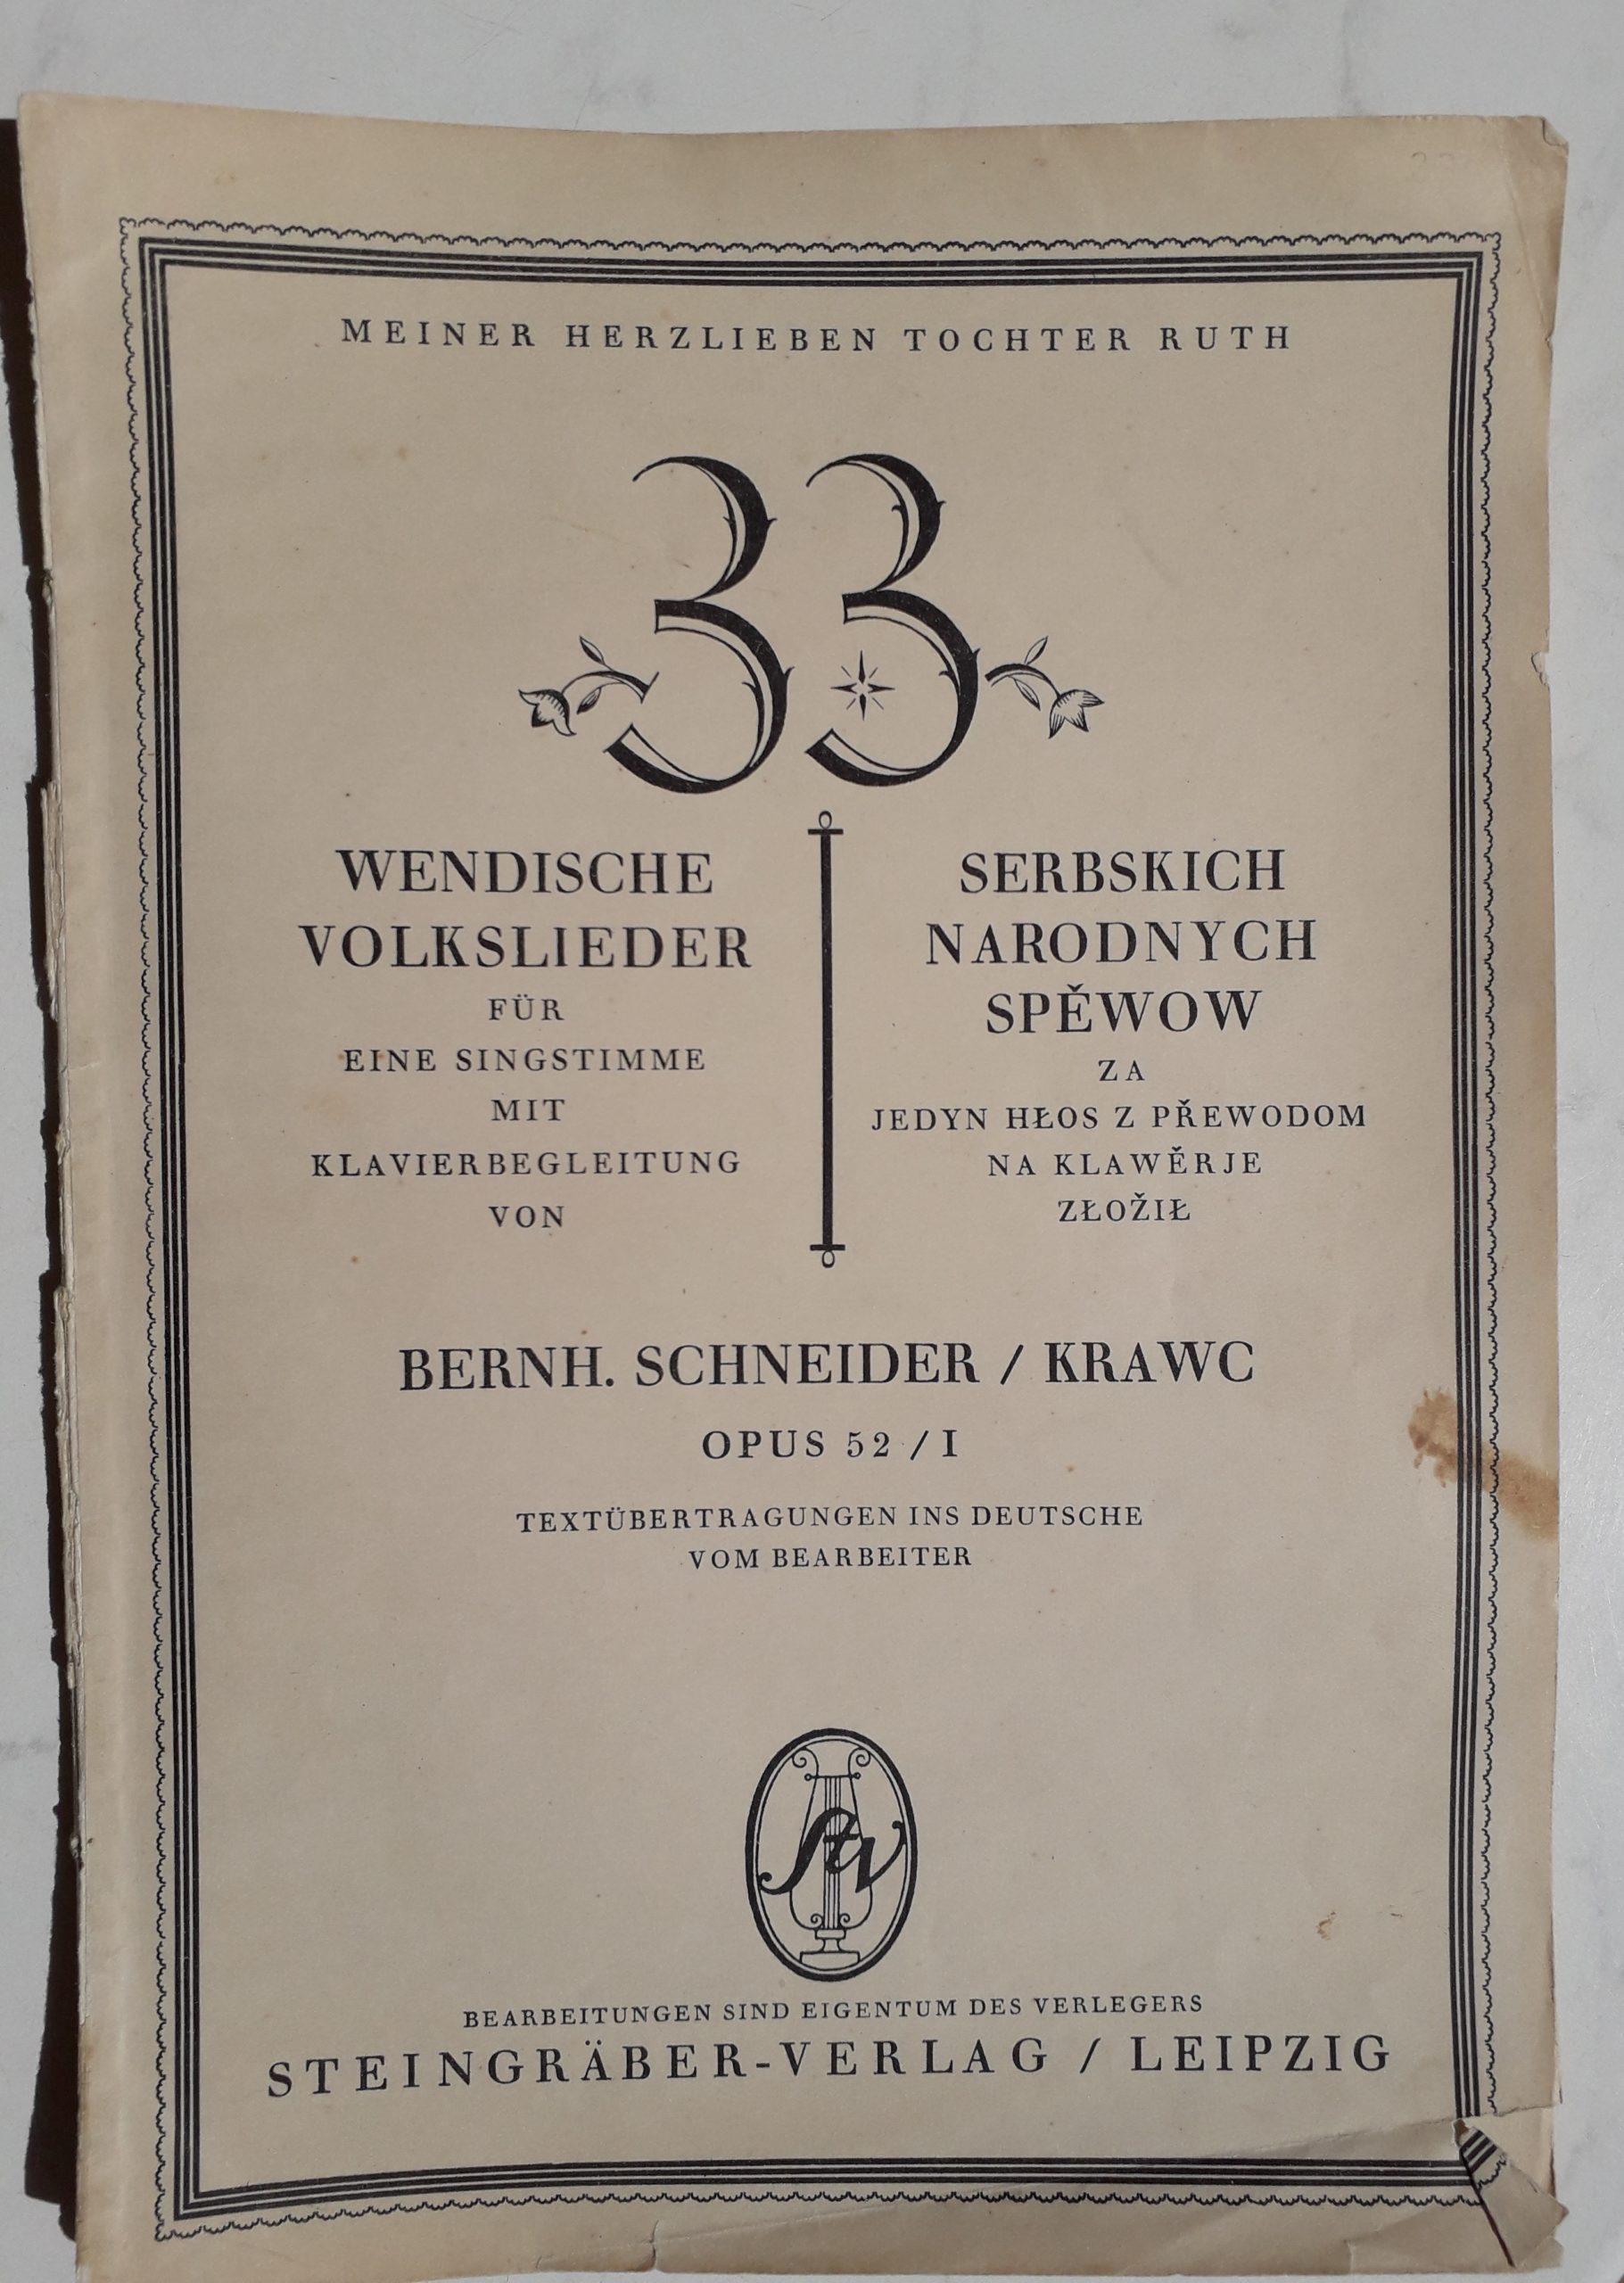 MEINER HERZLIEBEN TOCHTER RUTH
33
WENDISCHE
VOLKSLIEDER
FÜR
EINE SINGSTIMME
MIT
KLAVIERBEGLEITUNG
VON
SERBSKICH
NARODNYCH
SPĚWOW
ZA
JEDYN HŁOS Z PŘEWODOM
NA KLAWĚRJE
ZŁOŽIŁ
BERNH. SCHNEIDER / KRAWC
OPUS 52 / I
TEXTÜBERTRAGUNGEN INS DEUTSCHE
VOM BEARBEITER
StV
BEARBEITUNGEN SIND EIGENTUM DES VERLEGERS
STEINGRÄBER-VERLAG / LEIPZIG